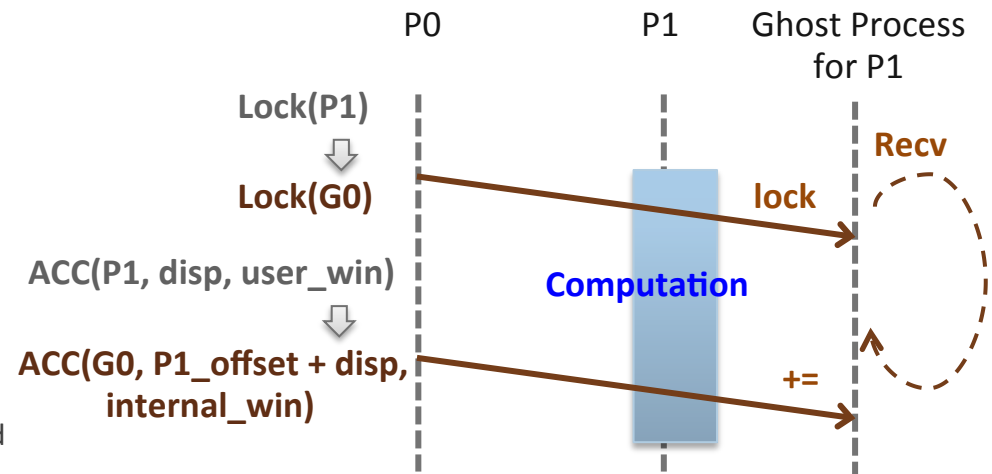 P0
P1
Ghost Process
for P1
Lock(P1)
Recv
Lock(G0)
lock
ACC(P1, disp, user_win)
Computation
ACC(G0, P1_offset + disp,
internal_win)
+=